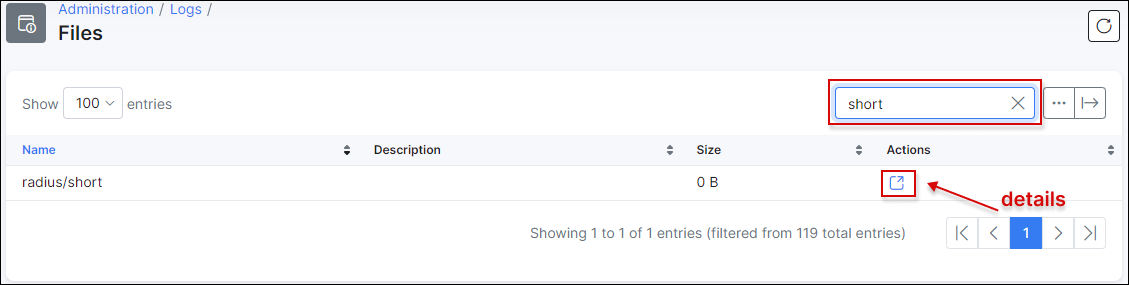 Administration / Logs /
Files
Show 100 entries
short
Name Description Size Actions
radius/short 0 B
details
Showing 1 to 1 of 1 entries (filtered from 119 total entries) 1